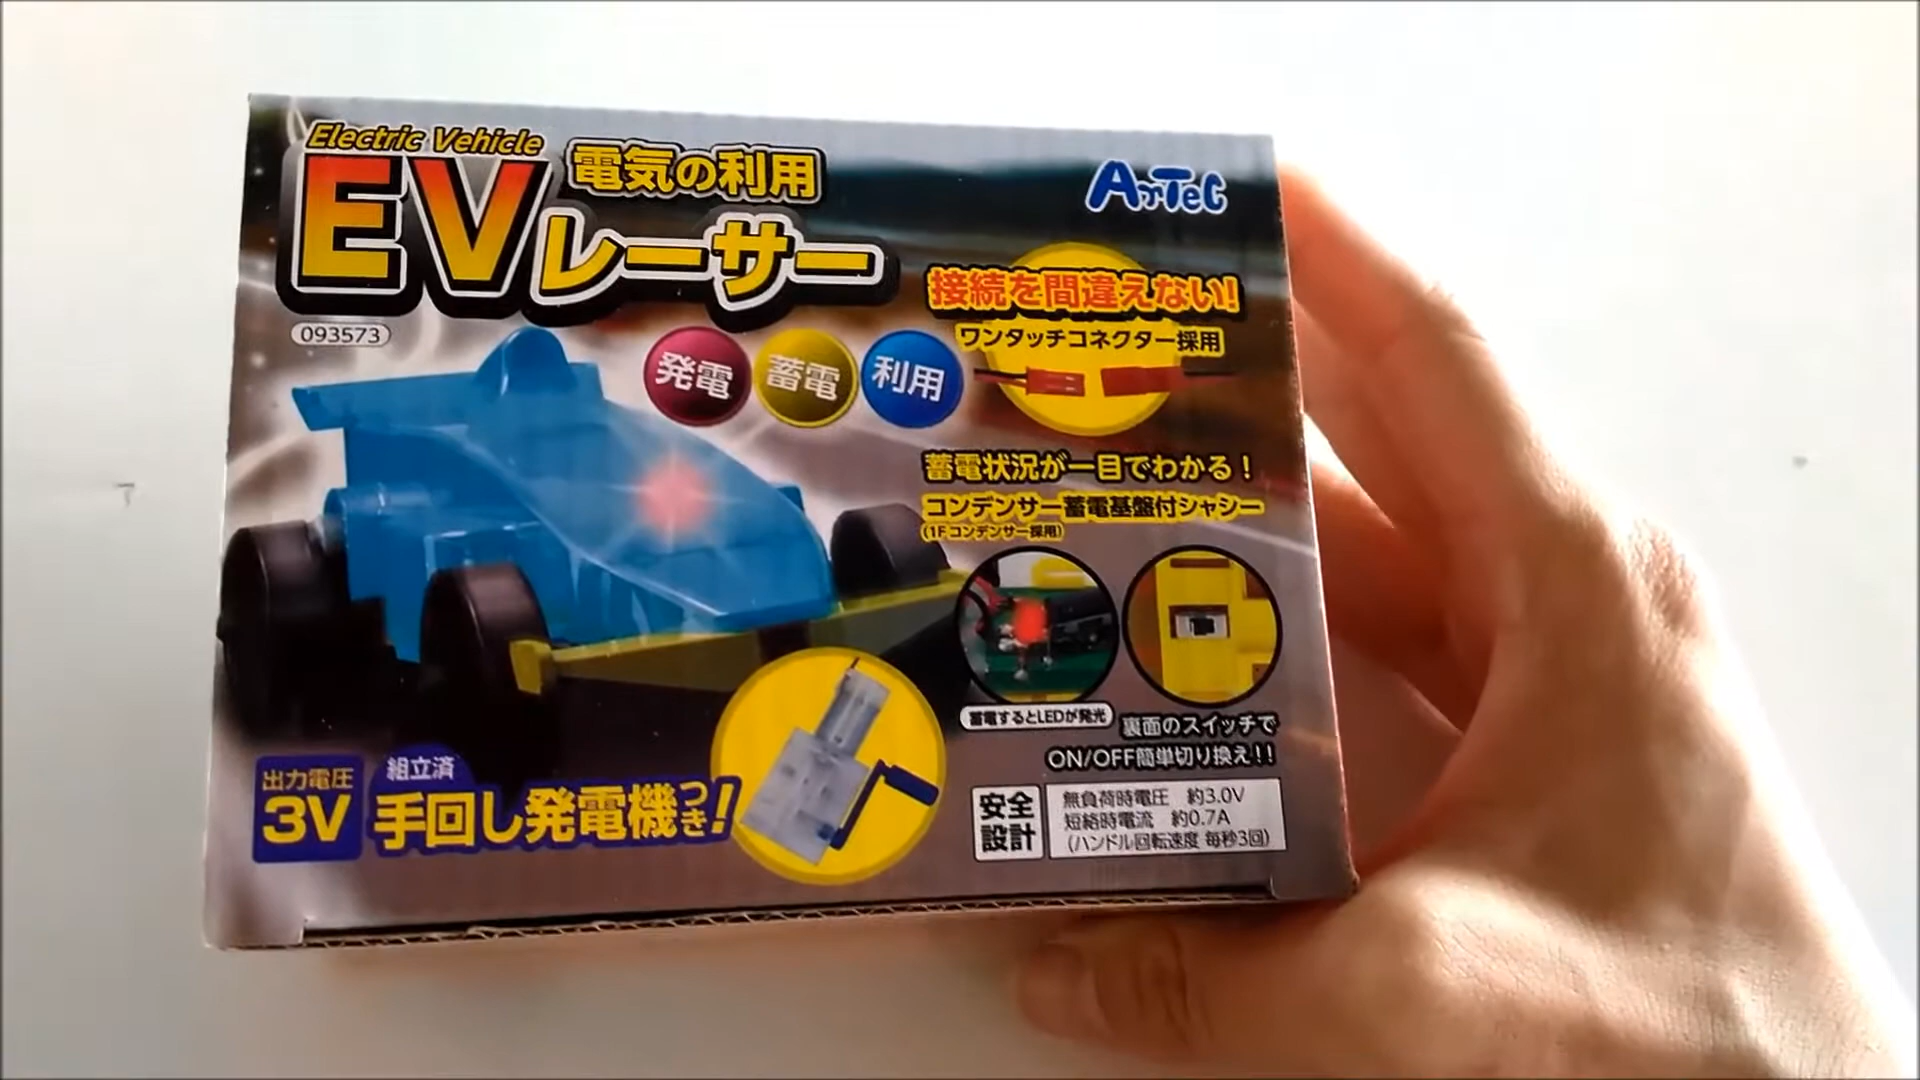 Electric Vehicle
電気の利用
EVレーサー
ArTeC
093573
発電
蓄電
利用
接続を間違えない!
ワンタッチコネクター採用
蓄電状況が一目でわかる!
コンデンサー蓄電基盤付シャシー
(1Fコンデンサー採用)
蓄電するとLEDが発光
裏面のスイッチで
ON/OFF簡単切り換え!!
出力電圧
3V
組立済
手回し発電機つき!
安全
設計
無負荷時電圧 約3.0V
短絡時電流 約0.7A
(ハンドル回転速度 毎秒3回)